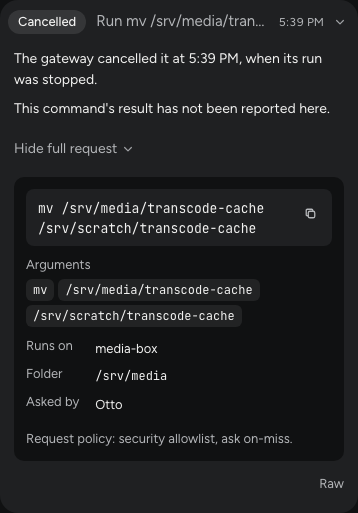 Cancelled Run mv /srv/media/tran... 5:39 PM
The gateway cancelled it at 5:39 PM, when its run
was stopped.
This command's result has not been reported here.
Hide full request
mv /srv/media/transcode-cache
/srv/scratch/transcode-cache
Arguments
mv /srv/media/transcode-cache
/srv/scratch/transcode-cache
Runs on media-box
Folder /srv/media
Asked by Otto
Request policy: security allowlist, ask on-miss.
Raw